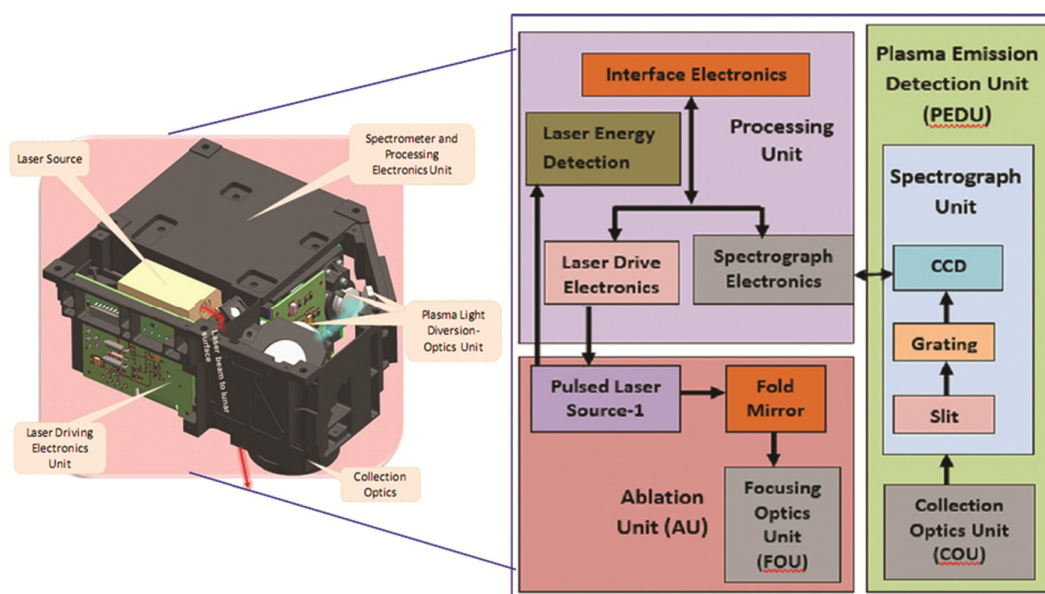 Laser Source
Spectrometer and
Processing
Electronics Unit
Plasma Light
Diversion-
Optics Unit
Laser beam to lunar
surface
Laser Driving
Electronics
Unit
Collection
Optics
Interface Electronics
Laser Energy
Detection
Processing
Unit
Laser Drive
Electronics
Spectrograph
Electronics
Pulsed Laser
Source-1
Fold
Mirror
Ablation
Unit (AU)
Focusing
Optics
Unit
(FOU)
Plasma Emission
Detection Unit
(PEDU)
Spectrograph
Unit
CCD
Grating
Slit
Collection
Optics Unit
(COU)